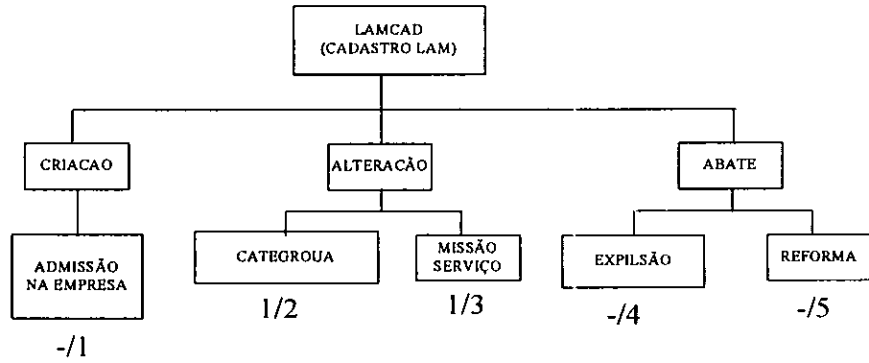 LAMCAD
(CADASTRO LAM)
CRIACAO
ALTERACÃO
ABATE
ADMISSÃO
NA EMPRESA
CATEGROUA
MISSÃO
SERVIÇO
EXPILSÃO
REFORMA
-/1
1/2
1/3
-/4
-/5